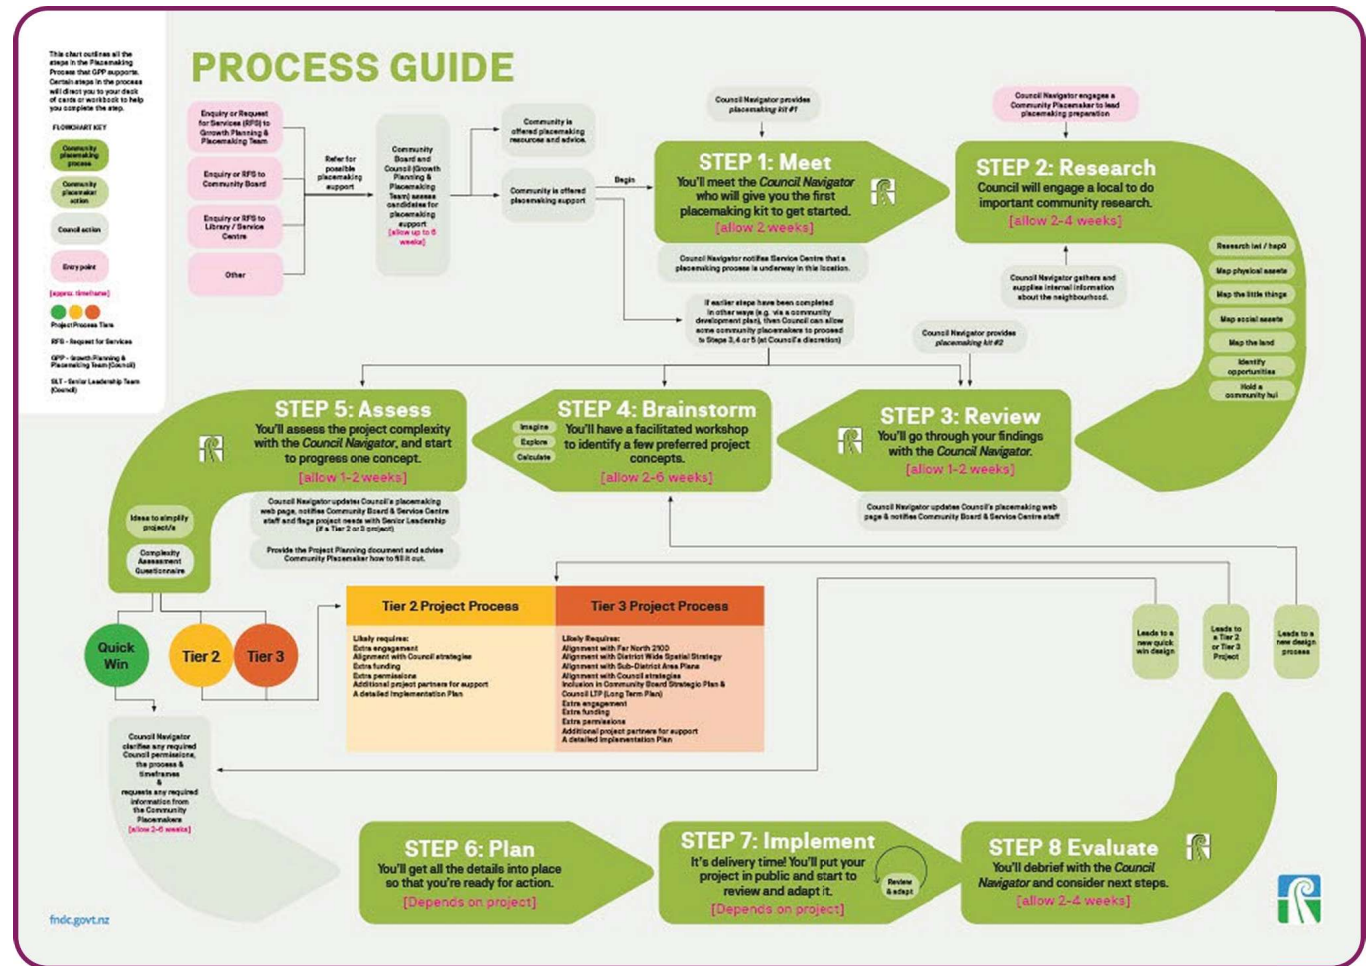 This chart outlines all the
steps in the Placemaking
Process that GPP supports.
Certain steps in the process
will direct you to your deck
of cards or workbook to help
you complete the step.
FLOWCHART KEY
Community
placemaking
process
Community
placemaker
action
Council action
Entry point
[approx. timeframe]
Project Process Tiers
RFS - Request for Services
GPP - Growth Planning &
Placemaking Team (Council)
SLT - Senior Leadership Team
(Council)
PROCESS GUIDE
Enquiry or Request
for Services (RFS) to
Growth Planning &
Placemaking Team
Enquiry or RFS to
Community Board
Enquiry or RFS to
Library / Service
Centre
Other
Refer for
possible
placemaking
support
Community
Board and
Council (Growth
Planning &
Placemaking
Team) assess
candidates for
placemaking
support
[allow up to 6
weeks]
Community is
offered placemaking
resources and advice.
Community is offered
placemaking support
Begin
Council Navigator provides
placemaking kit #1
STEP 1: Meet
You'll meet the Council Navigator
who will give you the first
placemaking kit to get started.
[allow 2 weeks]
Council Navigator notifies Service Centre that a
placemaking process is underway in this location.
Council Navigator engages a
Community Placemaker to lead
placemaking preparation
STEP 2: Research
Council will engage a local to do
important community research.
[allow 2-4 weeks]
Council Navigator gathers and
supplies internal information
about the neighbourhood.
Research iwi / hapū
Map physical assets
Map the little things
Map social assets
Map the land
Identify
opportunities
Hold a
community hui
If earlier steps have been completed
in other ways (e.g. via a community
development plan), then Council can allow
some community placemakers to proceed
to Steps 3, 4 or 5 (at Council's discretion)
Council Navigator provides
placemaking kit #2
STEP 3: Review
You'll go through your findings
with the Council Navigator.
[allow 1-2 weeks]
Council Navigator updates Council's placemaking web
page & notifies Community Board & Service Centre staff
STEP 4: Brainstorm
You'll have a facilitated workshop
to identify a few preferred project
concepts.
[allow 2-6 weeks]
Imagine
Explore
Calculate
STEP 5: Assess
You'll assess the project complexity
with the Council Navigator, and start
to progress one concept.
[allow 1-2 weeks]
Council Navigator updates Council's placemaking
web page, notifies Community Board & Service Centre
staff and flags project needs with Senior Leadership
(if a Tier 2 or 3 project)
Provide the Project Planning document and advise
Community Placemaker how to fill it out.
Ideas to simplify
project/s
Complexity
Assessment
Questionnaire
Quick
Win
Tier 2
Tier 3
Tier 2 Project Process
Likely requires:
Extra engagement
Alignment with Council strategies
Extra funding
Extra permissions
Additional project partners for support
A detailed Implementation Plan
Tier 3 Project Process
Likely Requires:
Alignment with Far North 2100
Alignment with District Wide Spatial Strategy
Alignment with Sub-District Area Plans
Alignment with Council strategies
Inclusion in Community Board Strategic Plan &
Council LTP (Long Term Plan)
Extra engagement
Extra funding
Extra permissions
Additional project partners for support
A detailed Implementation Plan
Leads to a
new quick
win design
Leads to
a Tier 2
or Tier 3
Project
Leads to a
new design
process
Council Navigator
clarifies any required
Council permissions,
the process &
timeframes
&
requests any required
information from
the Community
Placemakers
[allow 2-6 weeks]
STEP 6: Plan
You'll get all the details into place
so that you're ready for action.
[Depends on project]
STEP 7: Implement
It's delivery time! You'll put your
project in public and start to
review and adapt it.
[Depends on project]
Review
& adapt
STEP 8 Evaluate
You'll debrief with the Council
Navigator and consider next steps.
[allow 2-4 weeks]
fndc.govt.nz